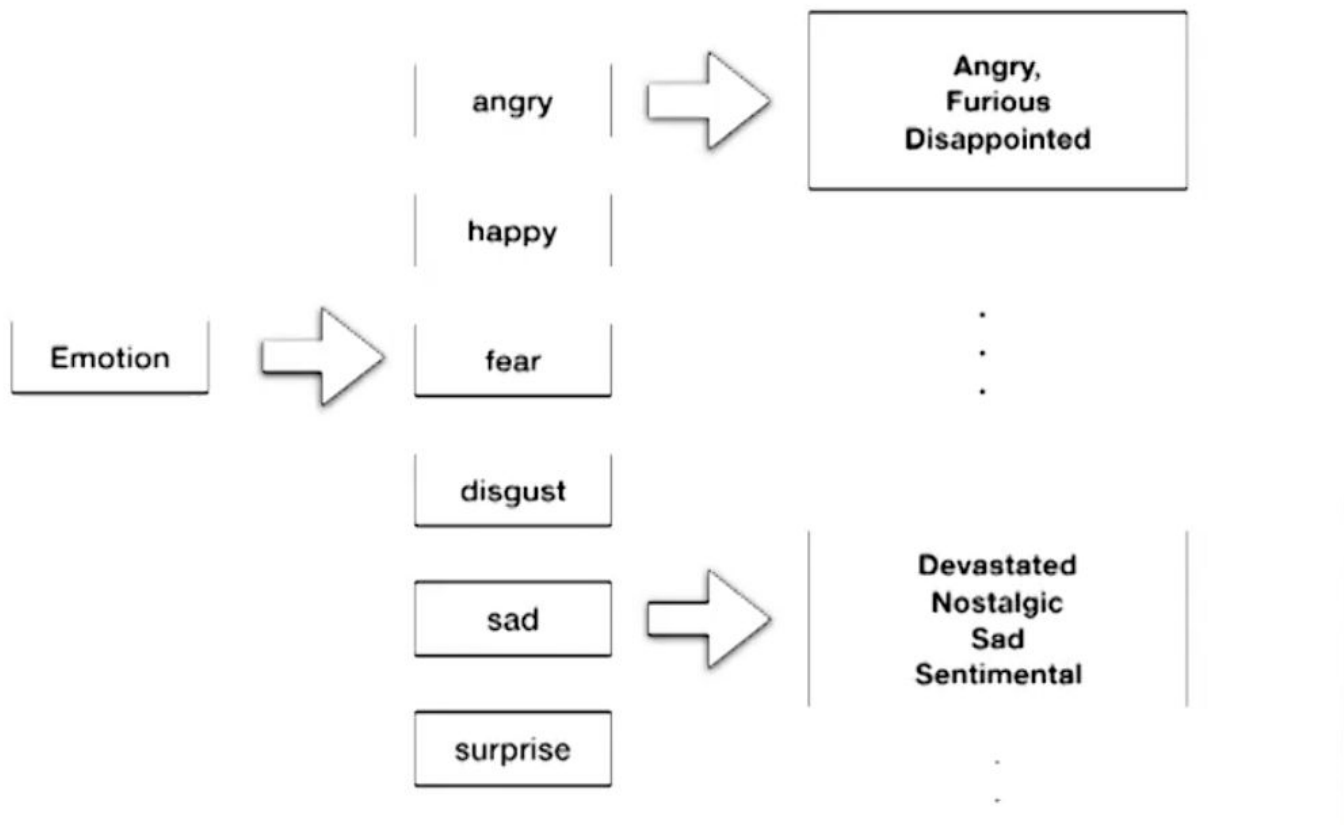 Emotion
angry
happy
fear
disgust
sad
surprise
Angry,
Furious
Disappointed
Devastated
Nostalgic
Sad
Sentimental